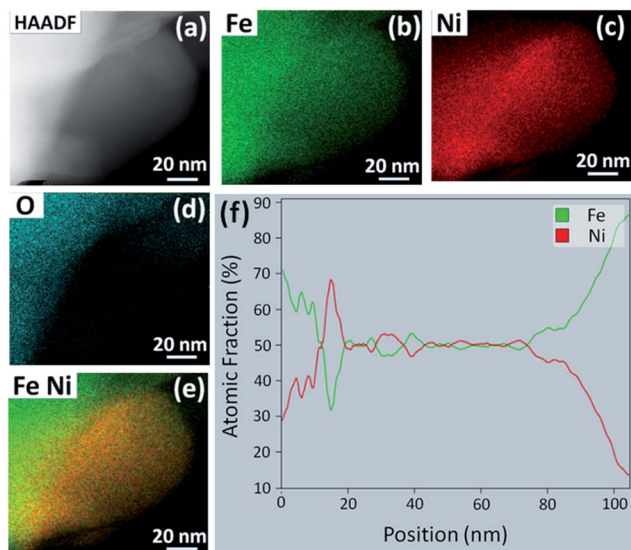 HAADF (a)
20 nm
Fe (b)
20 nm
Ni (c)
20 nm
O (d)
20 nm
Fe Ni (e)
20 nm
(f)
Fe
Ni
Atomic Fraction (%)
90
80
70
60
50
40
30
20
10
0 20 40 60 80 100
Position (nm)